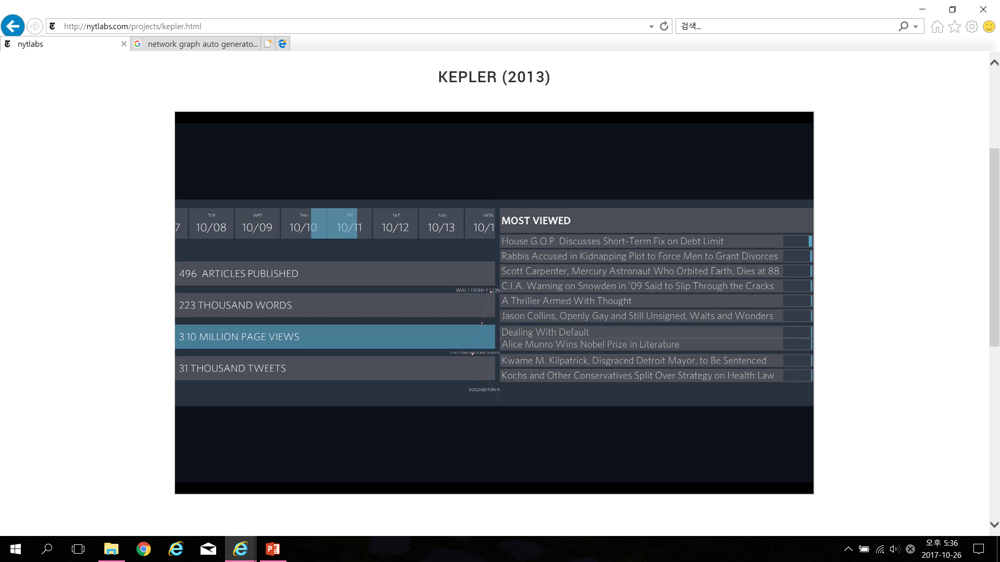 http://nytlabs.com/projects/kepler.html
검색...
nytlabs
network graph auto generato...
KEPLER (2013)
7
TUE
10/08
WED
10/09
THU
10/10
FRI
10/11
SAT
10/12
SUN
10/13
MON
10/1
496 ARTICLES PUBLISHED
WALT DISNEY COM
223 THOUSAND WORDS
3.10 MILLION PAGE VIEWS
31 THOUSAND TWEETS
DOCUMENTARY FI
MOST VIEWED
House G.O.P. Discusses Short-Term Fix on Debt Limit
Rabbis Accused in Kidnapping Plot to Force Men to Grant Divorces
Scott Carpenter, Mercury Astronaut Who Orbited Earth, Dies at 88
C.I.A. Warning on Snowden in ’09 Said to Slip Through the Cracks
A Thriller Armed With Thought
Jason Collins, Openly Gay and Still Unsigned, Waits and Wonders
Dealing With Default
Alice Munro Wins Nobel Prize in Literature
Kwame M. Kilpatrick, Disgraced Detroit Mayor, to Be Sentenced
Kochs and Other Conservatives Split Over Strategy on Health Law
오후 5:36
2017-10-26